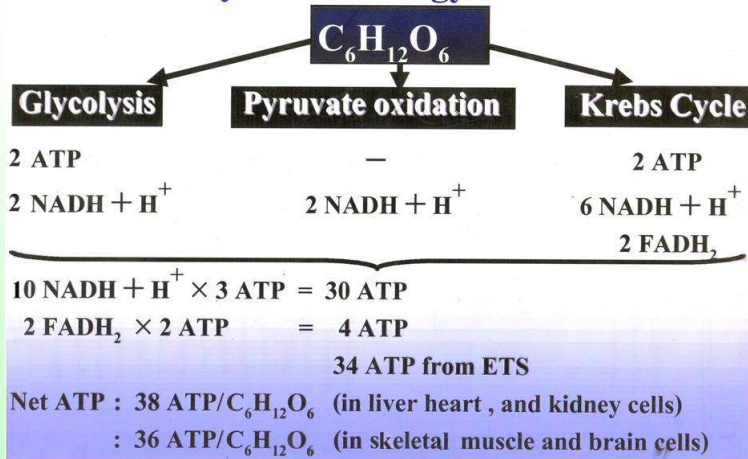 C₆H₁₂O₆
Glycolysis Pyruvate oxidation Krebs Cycle
2 ATP — 2 ATP
2 NADH + H⁺ 2 NADH + H⁺ 6 NADH + H⁺
2 FADH₂
10 NADH + H⁺ × 3 ATP = 30 ATP
2 FADH₂ × 2 ATP = 4 ATP
34 ATP from ETS
Net ATP : 38 ATP/C₆H₁₂O₆ (in liver heart , and kidney cells)
: 36 ATP/C₆H₁₂O₆ (in skeletal muscle and brain cells)